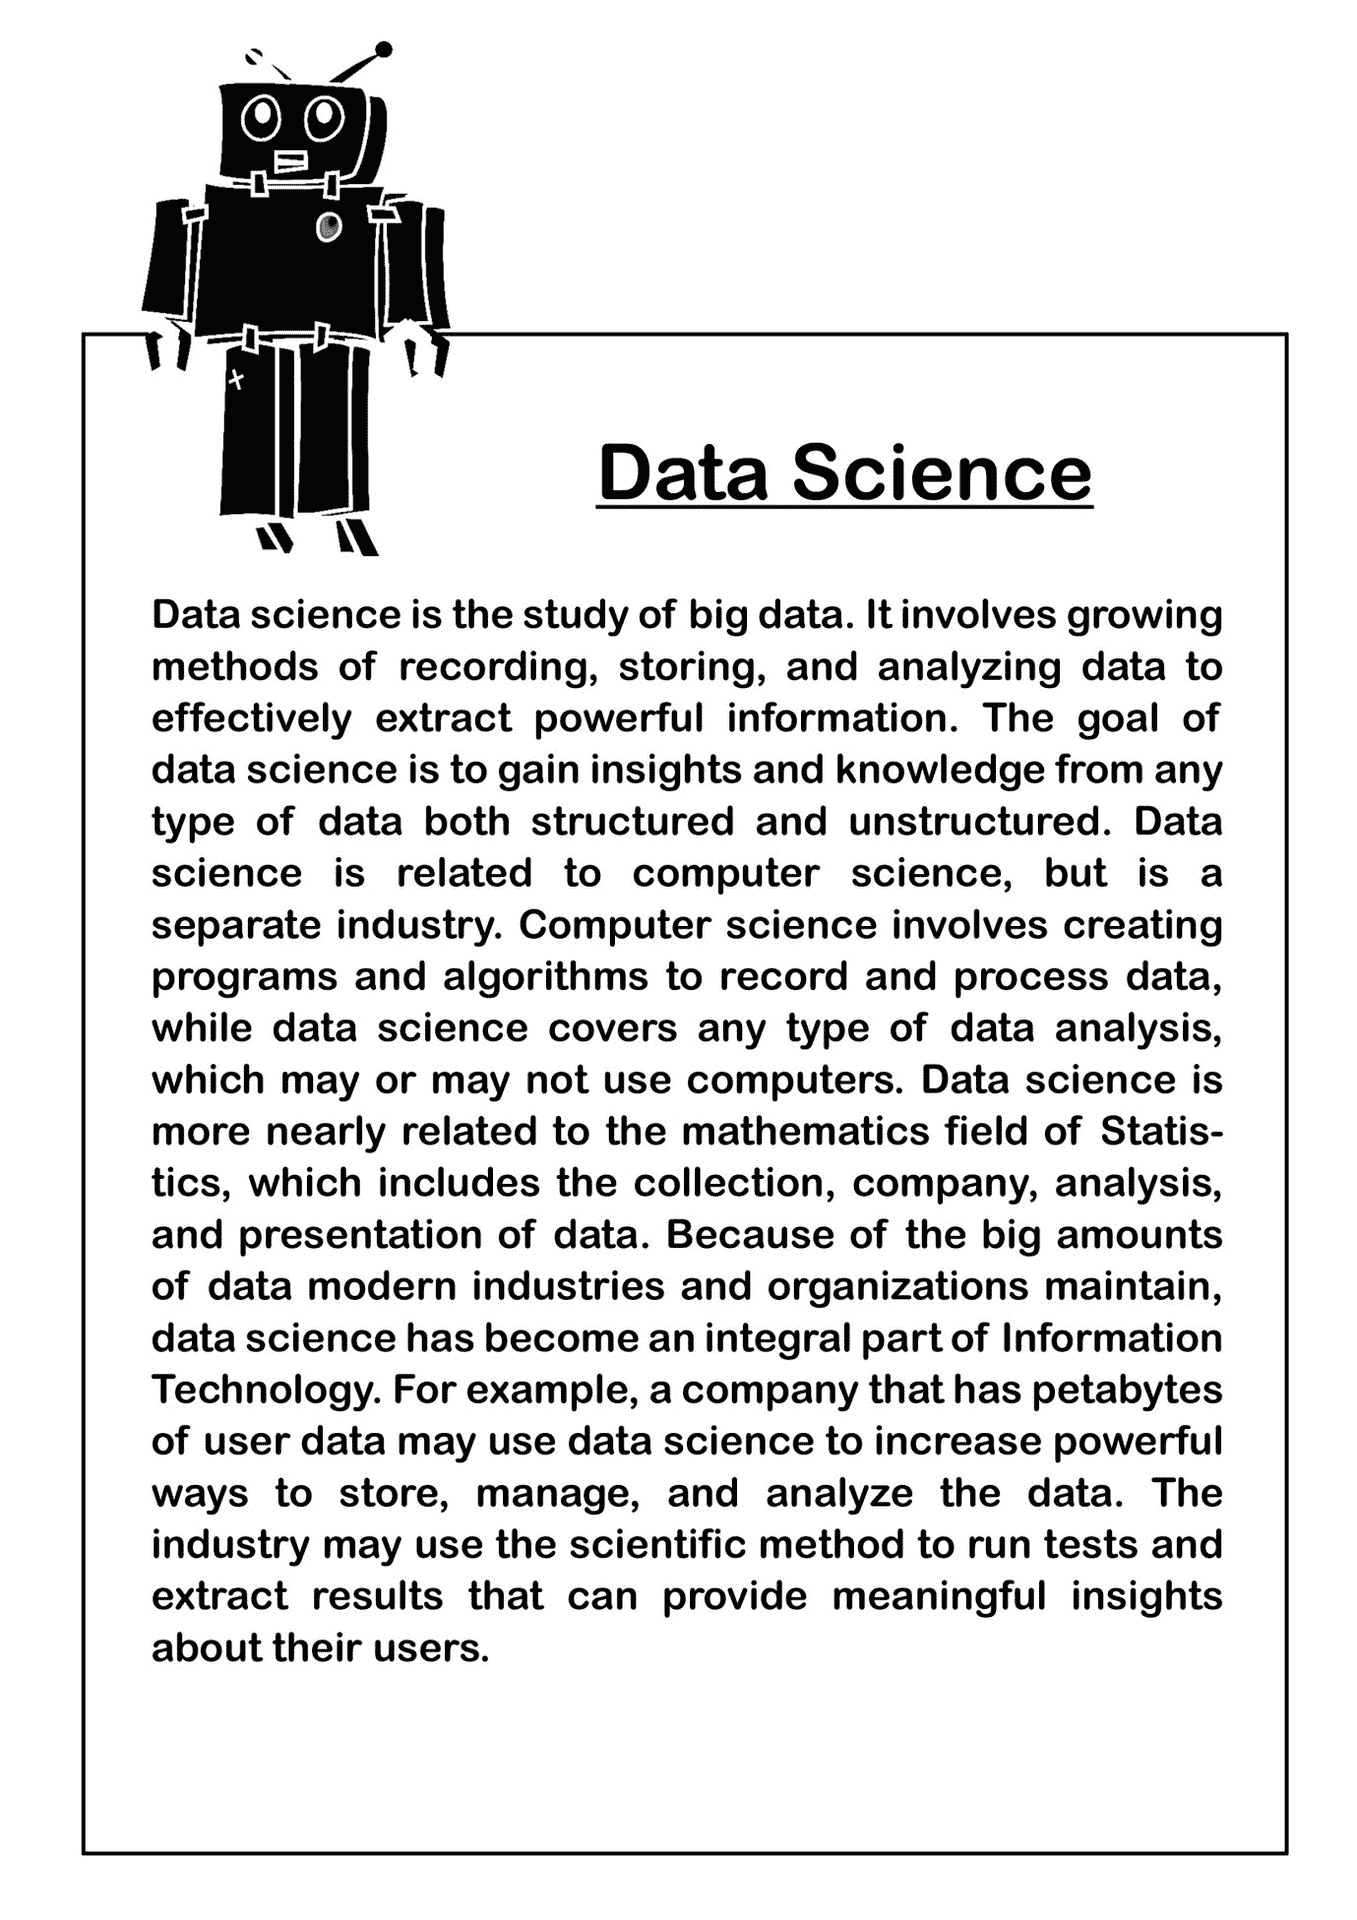 Data Science
Data science is the study of big data. It involves growing
methods of recording, storing, and analyzing data to
effectively extract powerful information. The goal of
data science is to gain insights and knowledge from any
type of data both structured and unstructured. Data
science is related to computer science, but is a
separate industry. Computer science involves creating
programs and algorithms to record and process data,
while data science covers any type of data analysis,
which may or may not use computers. Data science is
more nearly related to the mathematics field of Statis-
tics, which includes the collection, company, analysis,
and presentation of data. Because of the big amounts
of data modern industries and organizations maintain,
data science has become an integral part of Information
Technology. For example, a company that has petabytes
of user data may use data science to increase powerful
ways to store, manage, and analyze the data. The
industry may use the scientific method to run tests and
extract results that can provide meaningful insights
about their users.